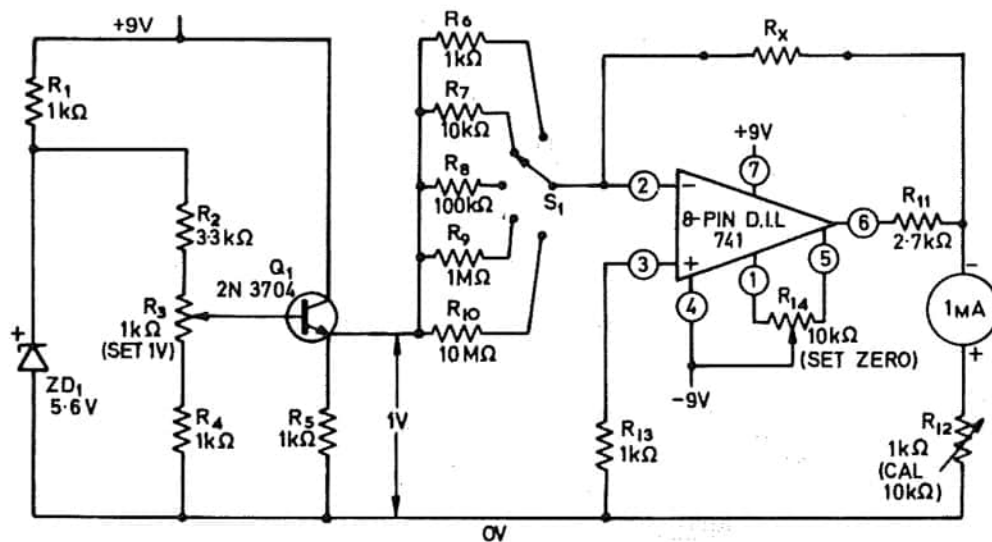 +9V
R1
1kΩ
R2
3·3kΩ
Q1
2N 3704
R3
1kΩ
(SET 1V)
ZD1
5·6V
+
R4
1kΩ
R5
1kΩ
1V
0V
R6
1kΩ
R7
10kΩ
R8
100kΩ
R9
1MΩ
R10
10MΩ
S1
RX
+9V
7
2
−
8-PIN D.I.L
741
3
+
6
5
1
4
R11
2·7kΩ
R14
10kΩ
(SET ZERO)
-9V
R13
1kΩ
−
1MA
+
R12
1kΩ
(CAL
10kΩ)